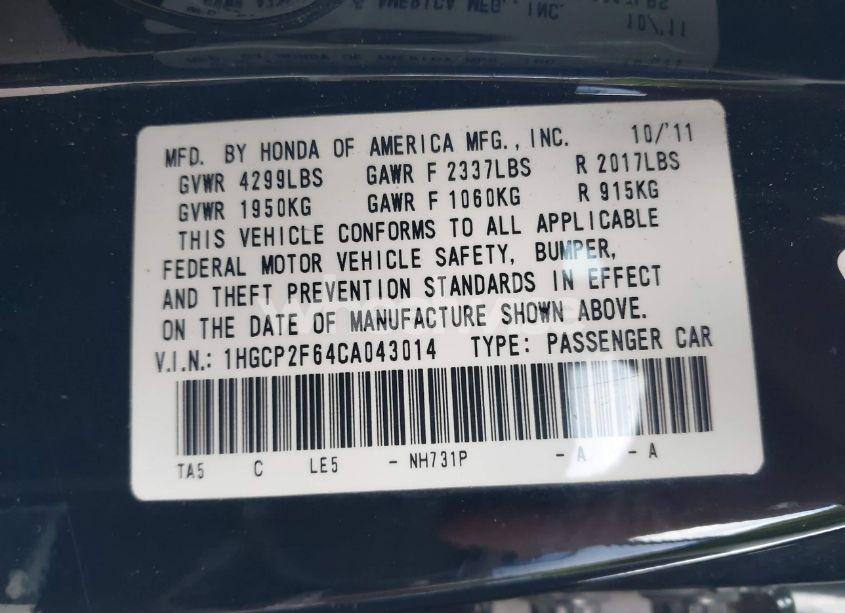 MFD. BY HONDA OF AMERICA MFG., INC. 10/'11
GVWR 4299LBS GAWR F 2337LBS R 2017LBS
GVWR 1950KG GAWR F 1060KG R 915KG
THIS VEHICLE CONFORMS TO ALL APPLICABLE
FEDERAL MOTOR VEHICLE SAFETY, BUMPER,
AND THEFT PREVENTION STANDARDS IN EFFECT
ON THE DATE OF MANUFACTURE SHOWN ABOVE.
V.I.N.: 1HGCP2F64CA043014 TYPE: PASSENGER CAR
TA5 C LE5 - NH731P - A - A